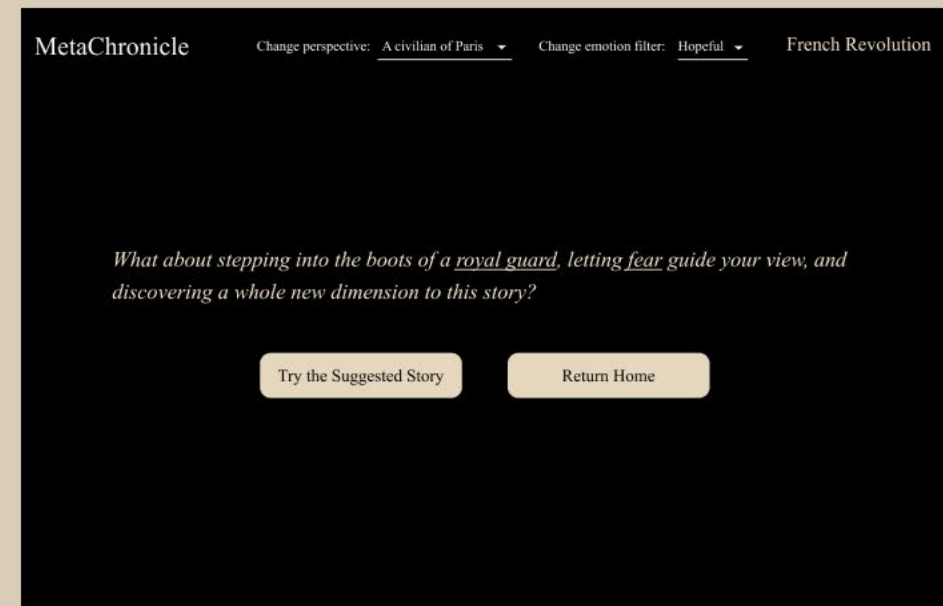 MetaChronicle
Change perspective: A civilian of Paris
Change emotion filter: Hopeful
French Revolution
What about stepping into the boots of a royal guard, letting fear guide your view, and
discovering a whole new dimension to this story?
Try the Suggested Story
Return Home